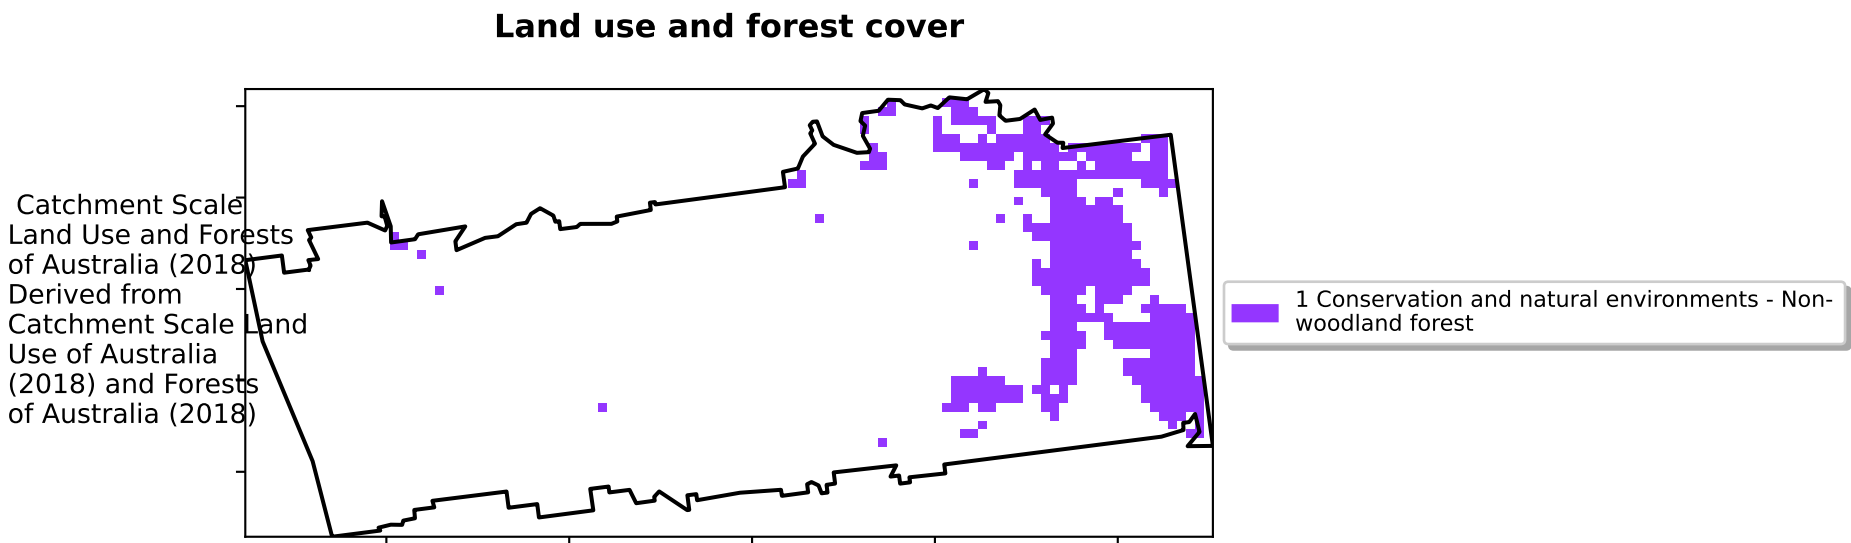 Land use and forest cover
Catchment Scale
Land Use and Forests
of Australia (2018)
Derived from
Catchment Scale Land
Use of Australia
(2018) and Forests
of Australia (2018)
1 Conservation and natural environments - Non-
woodland forest